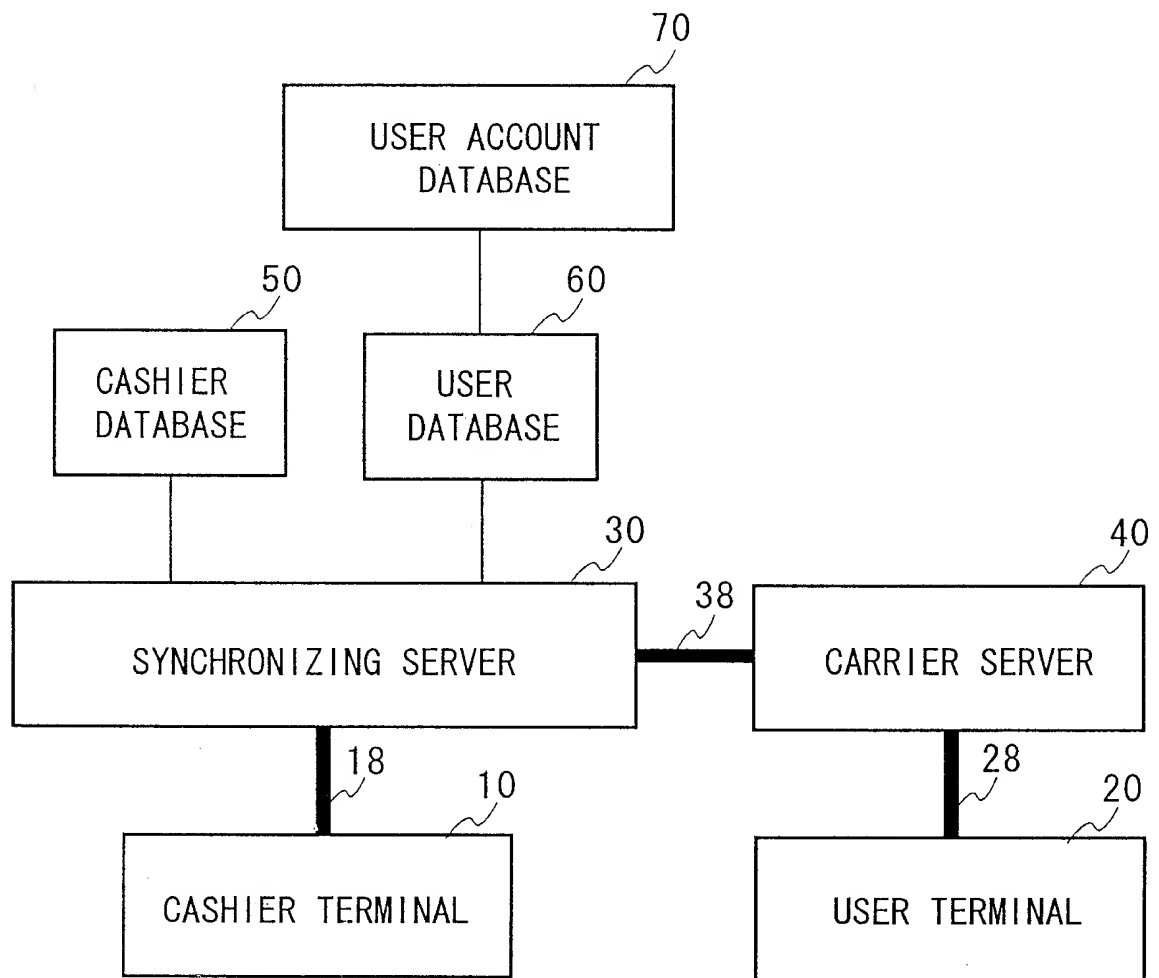 70
USER ACCOUNT
DATABASE
50
60
CASHIER
DATABASE
USER
DATABASE
30
40
38
SYNCHRONIZING SERVER
CARRIER SERVER
18
28
10
20
CASHIER TERMINAL
USER TERMINAL